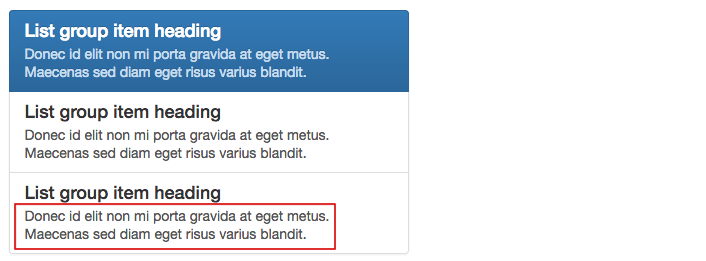 List group item heading
Donec id elit non mi porta gravida at eget metus.
Maecenas sed diam eget risus varius blandit.
List group item heading
Donec id elit non mi porta gravida at eget metus.
Maecenas sed diam eget risus varius blandit.
List group item heading
Donec id elit non mi porta gravida at eget metus.
Maecenas sed diam eget risus varius blandit.